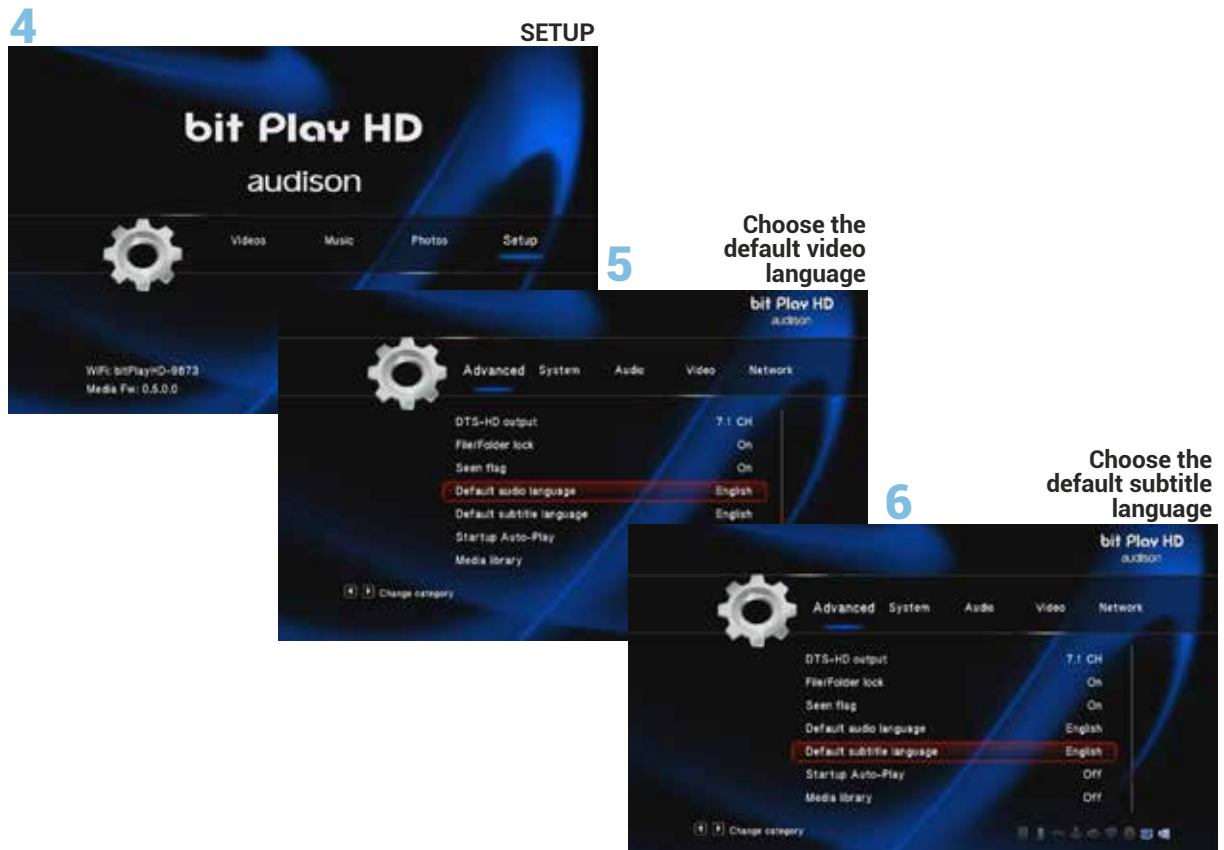 4
SETUP
bit Play HD
audison
Videos Music Photos Setup
WiFi: bitPlayHD-9873
Media Fw: 0.5.0.0
5
Choose the
default video
language
bit Play HD
audison
Advanced System Audio Video Network
DTS-HD output 7.1 CH
File/Folder lock On
Seen flag On
Default audio language English
Default subtitle language English
Startup Auto-Play
Media library
Change category
6
Choose the
default subtitle
language
bit Play HD
audison
Advanced System Audio Video Network
DTS-HD output 7.1 CH
File/Folder lock On
Seen flag On
Default audio language English
Default subtitle language English
Startup Auto-Play Off
Media library Off
Change category